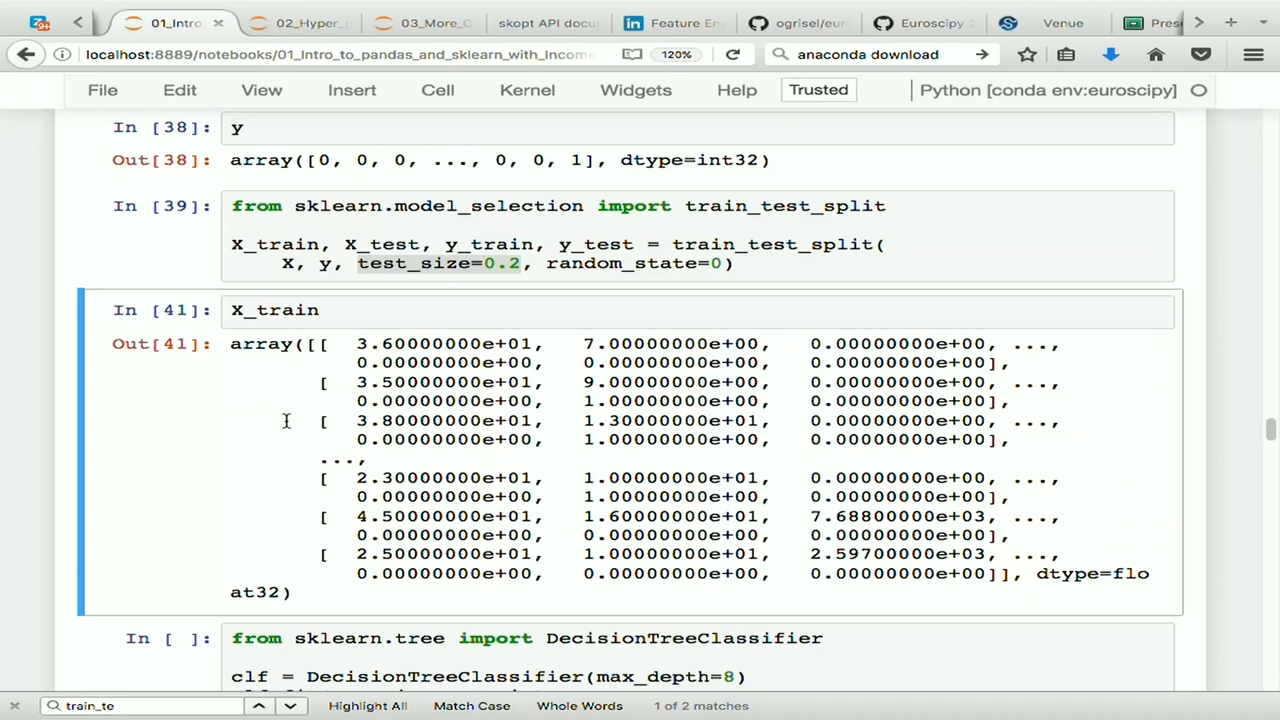 01_Intro_
02_Hyper_
03_More_C
skopt API docu
Feature En
ogrisel/eur
Euroscipy
Venue
Pres
localhost:8889/notebooks/01_Intro_to_pandas_and_sklearn_with_Income
120%
anaconda download
File Edit View Insert Cell Kernel Widgets Help Trusted Python [conda env:euroscipy]
In [38]: y
Out[38]: array([0, 0, 0, ..., 0, 0, 1], dtype=int32)
In [39]: from sklearn.model_selection import train_test_split
X_train, X_test, y_train, y_test = train_test_split(
X, y, test_size=0.2, random_state=0)
In [41]: X_train
Out[41]: array([[ 3.60000000e+01, 7.00000000e+00, 0.00000000e+00, ...,
0.00000000e+00, 0.00000000e+00, 0.00000000e+00],
[ 3.50000000e+01, 9.00000000e+00, 0.00000000e+00, ...,
0.00000000e+00, 1.00000000e+00, 0.00000000e+00],
[ 3.80000000e+01, 1.30000000e+01, 0.00000000e+00, ...,
0.00000000e+00, 1.00000000e+00, 0.00000000e+00],
...,
[ 2.30000000e+01, 1.00000000e+01, 0.00000000e+00, ...,
0.00000000e+00, 0.00000000e+00, 0.00000000e+00],
[ 4.50000000e+01, 1.60000000e+01, 7.68800000e+03, ...,
0.00000000e+00, 0.00000000e+00, 0.00000000e+00],
[ 2.50000000e+01, 1.00000000e+01, 2.59700000e+03, ...,
0.00000000e+00, 0.00000000e+00, 0.00000000e+00]], dtype=flo
at32)
In [ ]: from sklearn.tree import DecisionTreeClassifier
clf = DecisionTreeClassifier(max_depth=8)
train_te
Highlight All Match Case Whole Words 1 of 2 matches